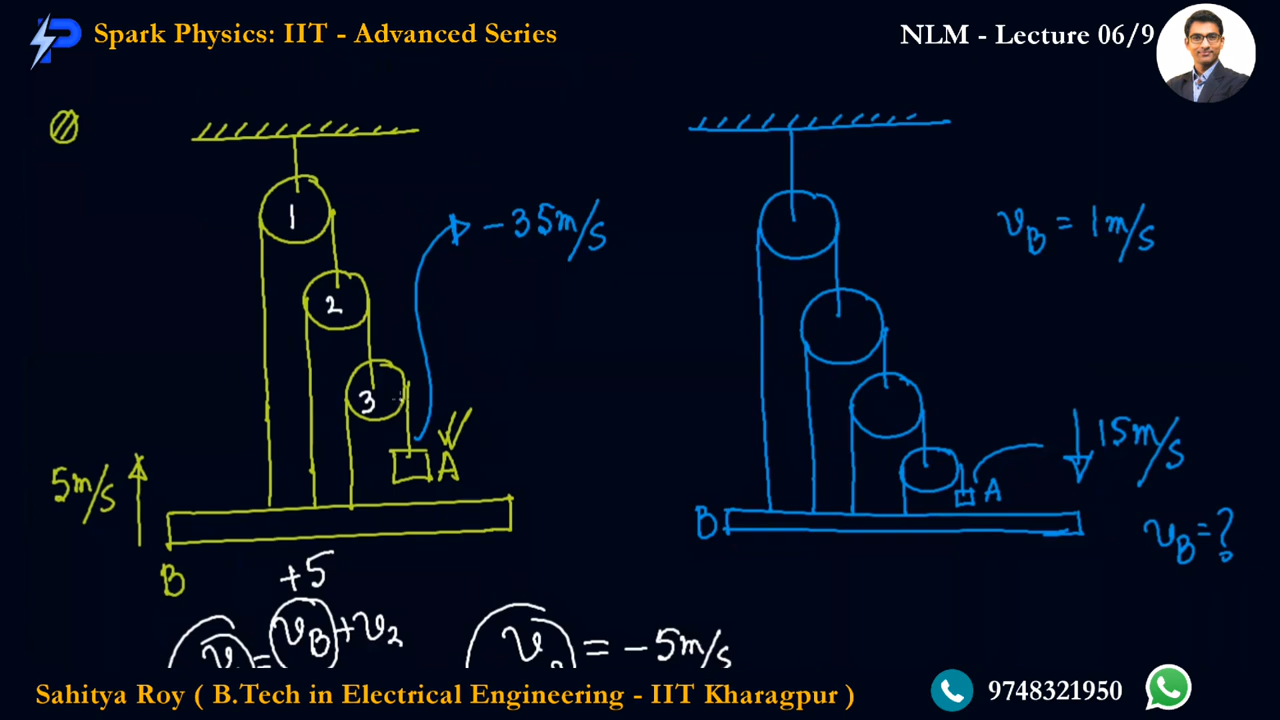 Spark Physics: IIT - Advanced Series
NLM - Lecture 06/9
1
2
3
A
-35m/s
5m/s
B
+5
v_B + v_2
= -5m/s
v_B = 1m/s
15m/s
A
B
v_B = ?
Sahitya Roy ( B.Tech in Electrical Engineering - IIT Kharagpur )
9748321950